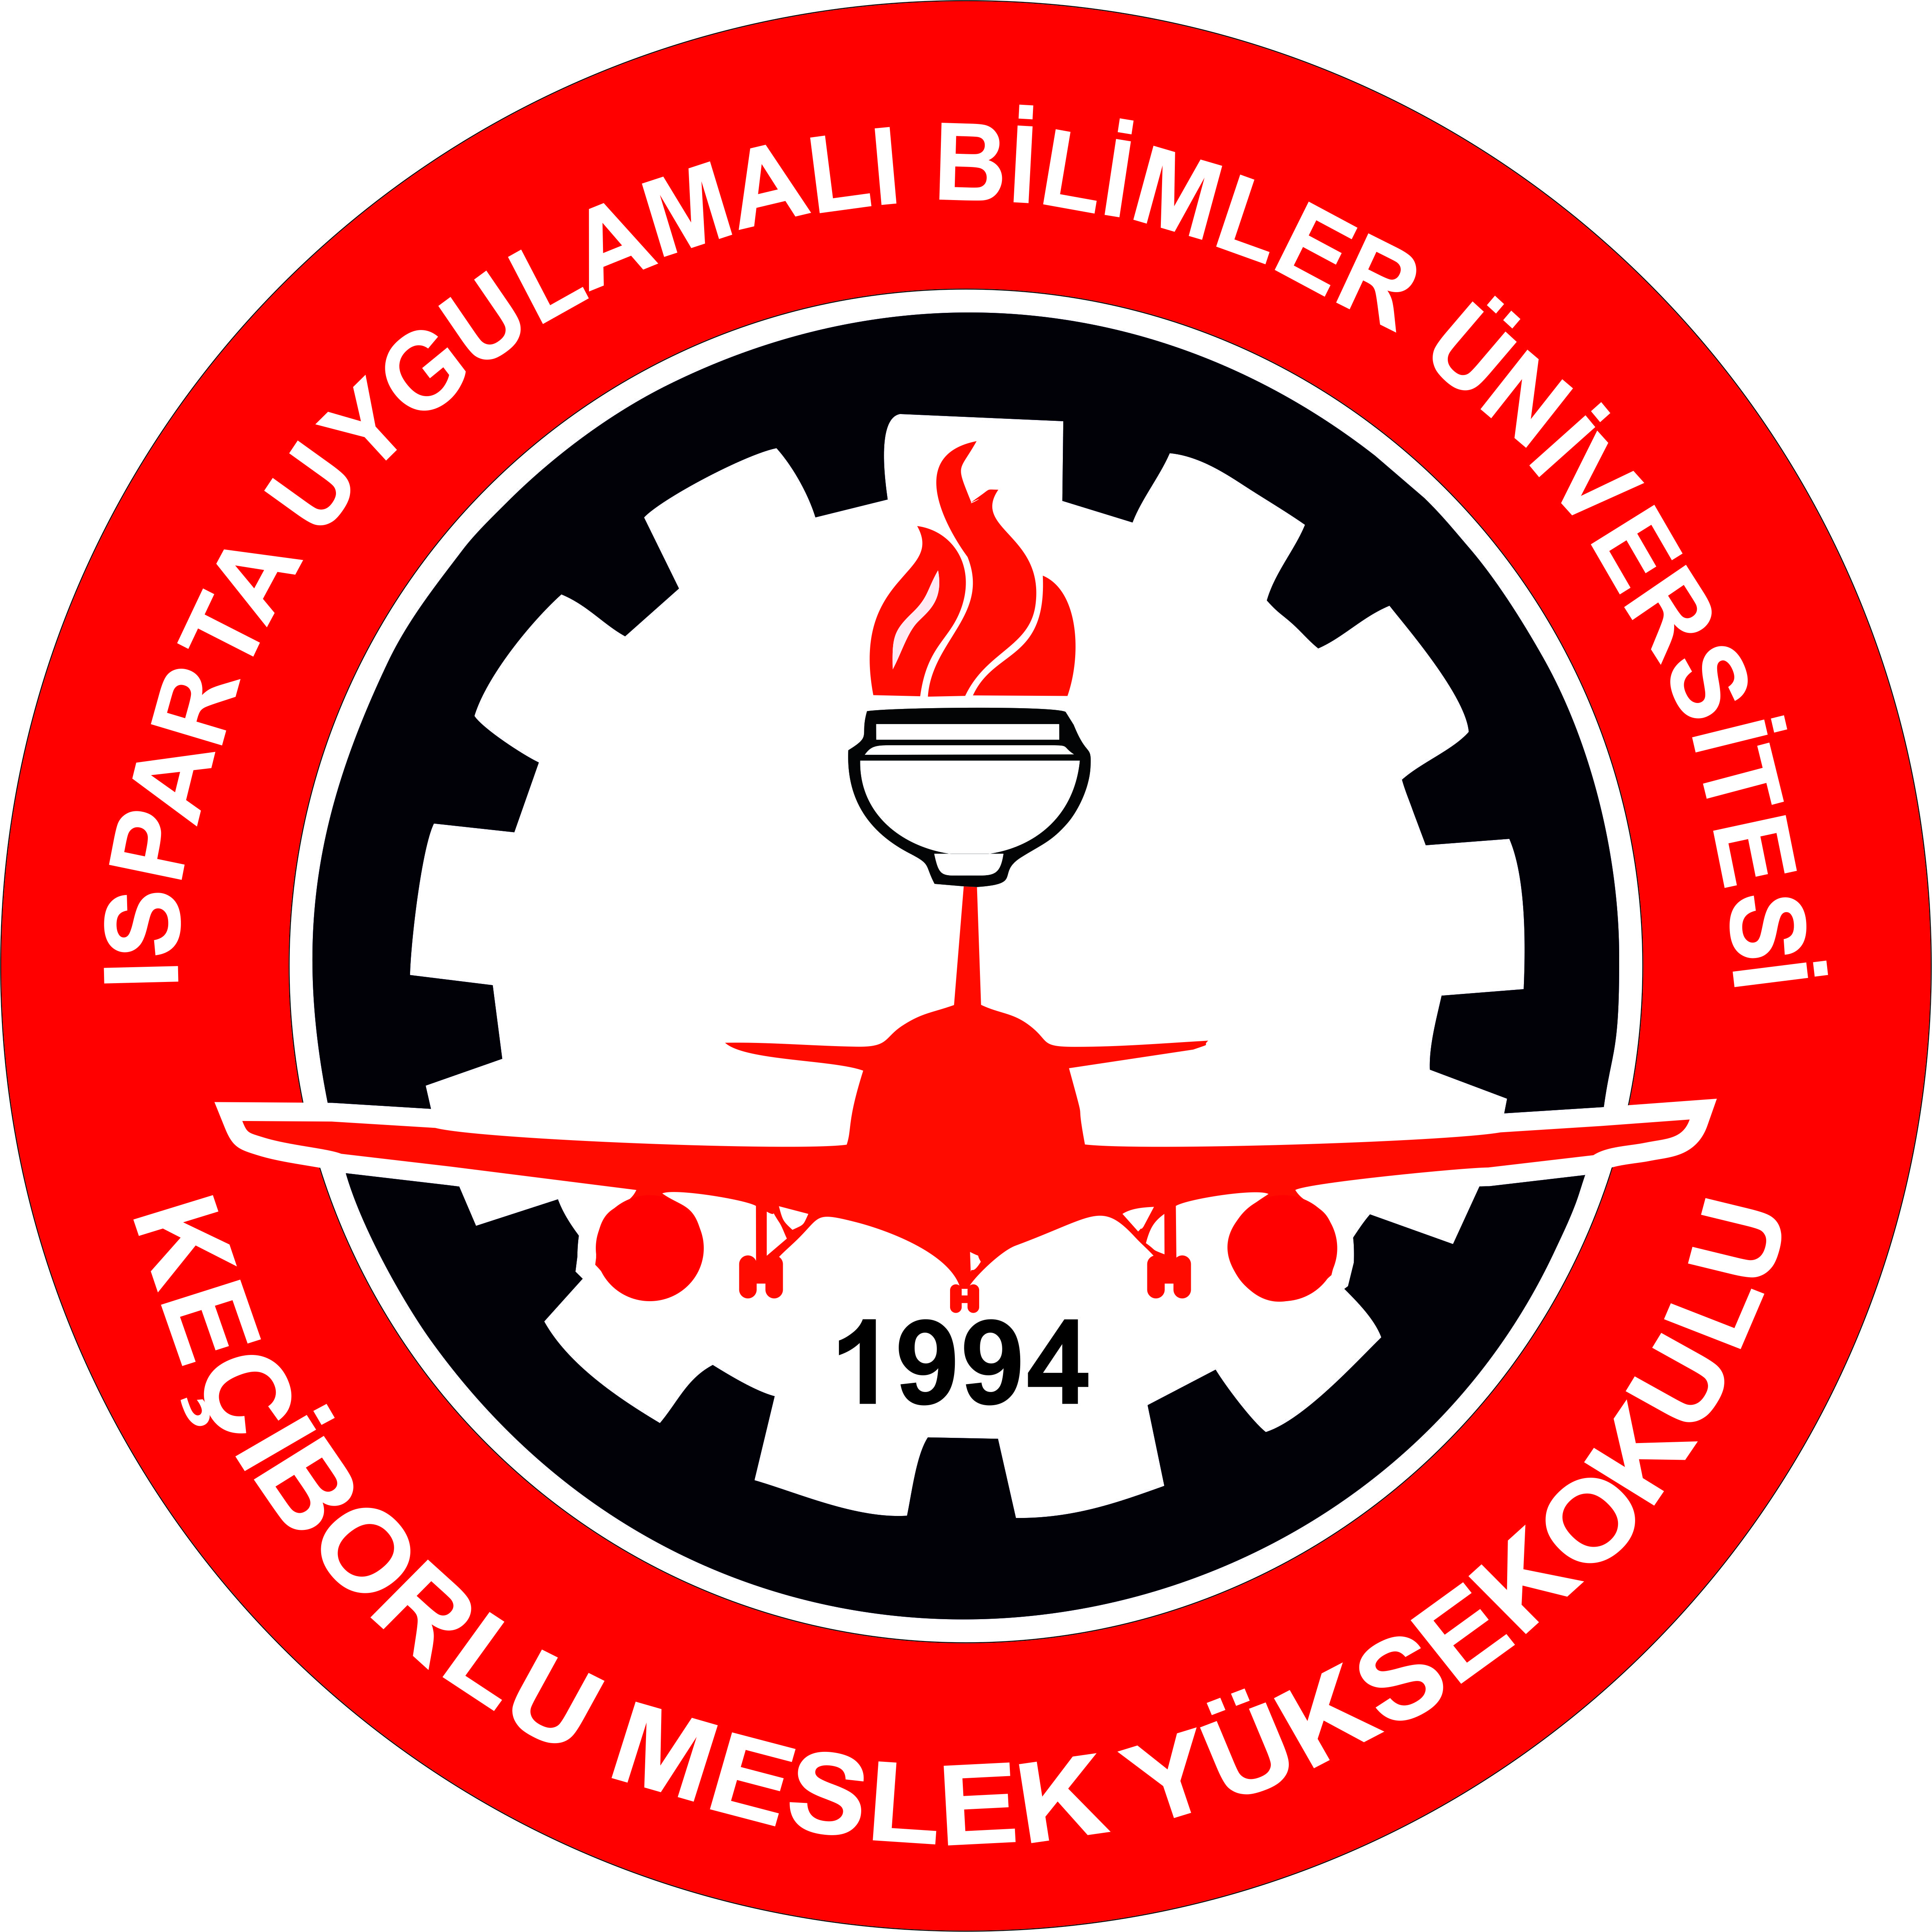 ISPARTA UYGULAMALI BİLİMLER ÜNİVERSİTESİ
1994
KEÇİBORLU MESLEK YÜKSEKOKULU